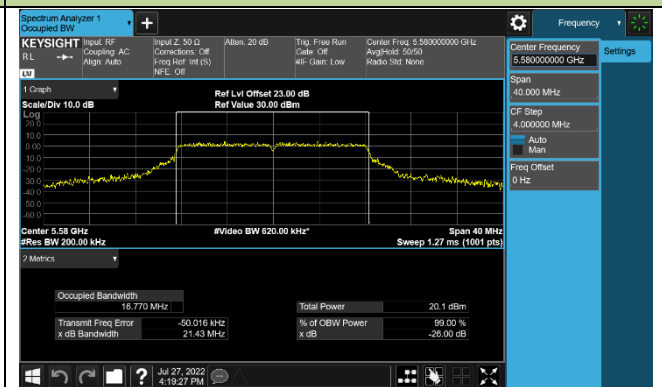 Spectrum Analyzer 1
Occupied BW
Frequency
KEYSIGHT Input: RF Input Z: 50 Ω Atten: 20 dB Trig: Free Run Center Freq: 5.580000000 GHz
RL Coupling: AC Corrections: Off Gate: Off Avg|Hold: 50/50
Align: Auto Freq Ref: Int (S) #IF Gain: Low Radio Std: None
NFE: Off
LXI
Center Frequency Settings
5.580000000 GHz
Span
40.000 MHz
CF Step
4.000000 MHz
Auto
Man
Freq Offset
0 Hz
1 Graph Ref Lvl Offset 23.00 dB
Scale/Div 10.0 dB Ref Value 30.00 dBm
Log
20.0
10.0
0.00
-10.0
-20.0
-30.0
-40.0
-50.0
-60.0
Center 5.58 GHz #Video BW 620.00 kHz* Span 40 MHz
#Res BW 200.00 kHz Sweep 1.27 ms (1001 pts)
2 Metrics
Occupied Bandwidth
16.770 MHz Total Power 20.1 dBm
Transmit Freq Error -50.016 kHz % of OBW Power 99.00 %
x dB Bandwidth 21.43 MHz x dB -26.00 dB
Jul 27, 2022
4:19:27 PM